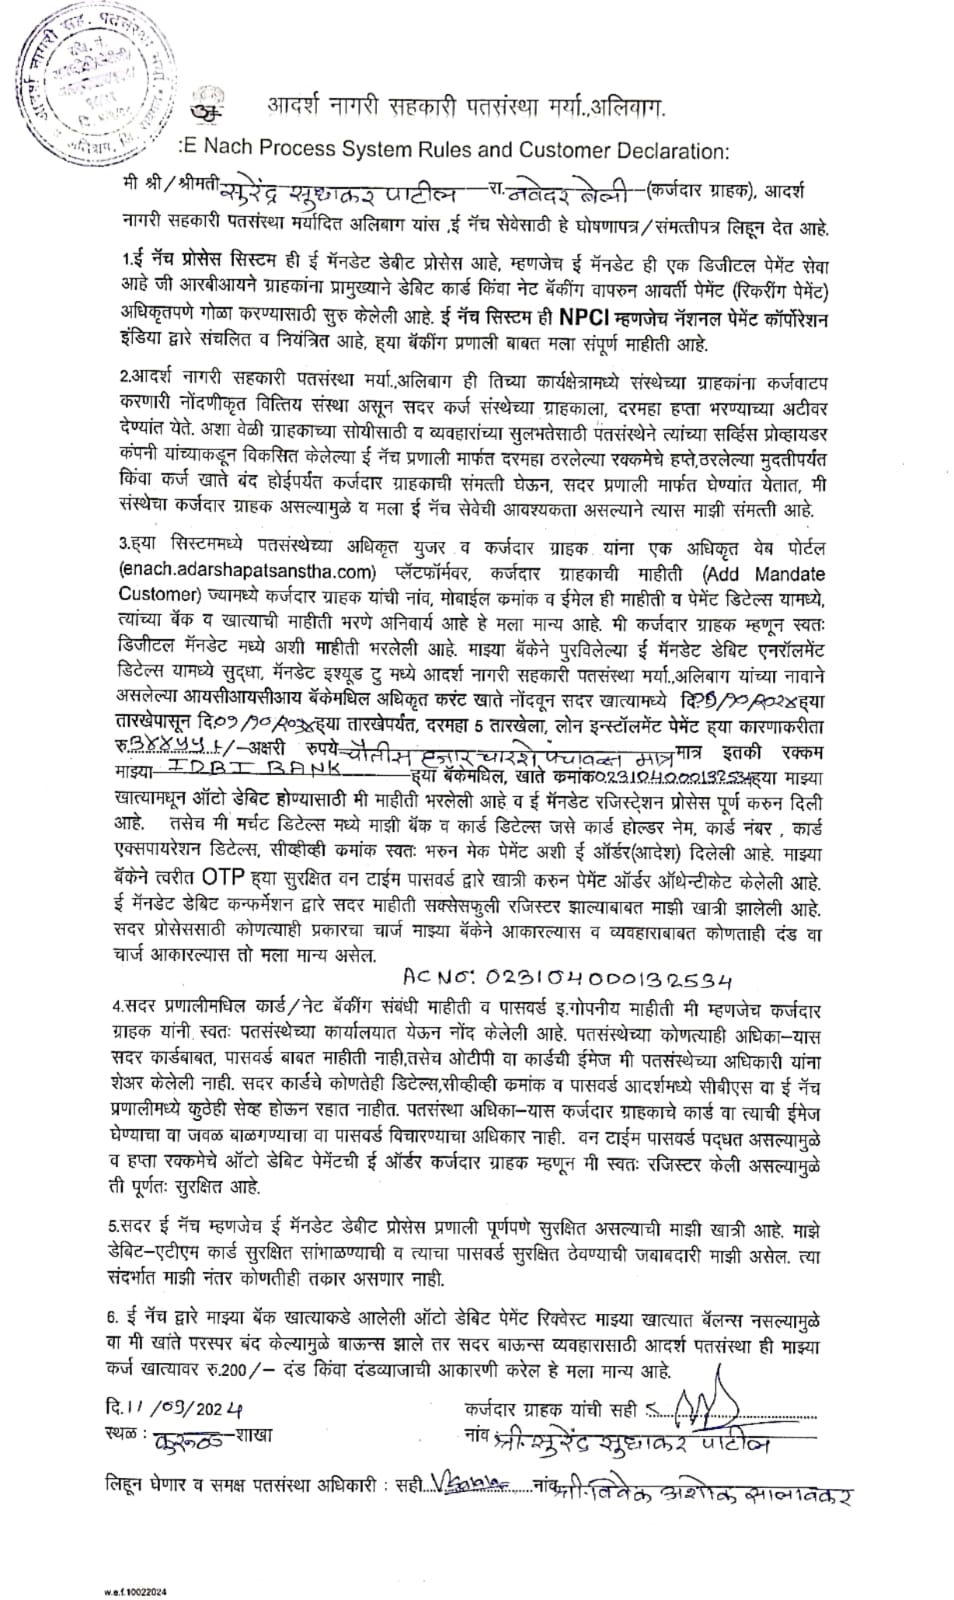 आदर्श नागरी सहकारी पतसंस्था मर्या.,अलिबाग.
:E Nach Process System Rules and Customer Declaration:
मी श्री/श्रीमती सुरेंद्र सुधाकर पाटील रा. नवेदर बेली (कर्जदार ग्राहक), आदर्श
नागरी सहकारी पतसंस्था मर्यादित अलिबाग यांस ,ई नॅच सेवेसाठी हे घोषणापत्र/संमत्तीपत्र लिहून देत आहे.
1.ई नॅच प्रोसेस सिस्टिम ही ई मॅनडेट डेबीट प्रोसेस आहे, म्हणजेच ई मॅनडेट ही एक डिजीटल पेमेंट सेवा
आहे जी आरबीआयने ग्राहकांना प्रामुख्याने डेबिट कार्ड किंवा नेट बॅकींग वापरुन आवर्ती पेमेंट (रिकरींग पेमेंट)
अधिकृतपणे गोळा करण्यासाठी सुरु केलेली आहे. ई नॅच सिस्टम ही NPCI म्हणजेच नॅशनल पेमेंट कॉर्पोरेशन
इंडिया द्वारे संचलित व नियंत्रित आहे, ह्या बॅकींग प्रणाली बाबत मला संपूर्ण माहीती आहे.
2.आदर्श नागरी सहकारी पतसंस्था मर्या.,अलिबाग ही तिच्या कार्यक्षेत्रामध्ये संस्थेच्या ग्राहकांना कर्जवाटप
करणारी नोंदणीकृत वित्तिय संस्था असून सदर कर्ज संस्थेच्या ग्राहकाला, दरमहा हप्ता भरण्याच्या अटीवर
देण्यांत येते. अशा वेळी ग्राहकाच्या सोयीसाठी व व्यवहारांच्या सुलभतेसाठी पंतसंस्थेने त्यांच्या सर्व्हिस प्रोव्हायडर
कंपनी यांच्याकडून विकसित केलेल्या ई नॅच प्रणाली मार्फत दरमहा ठरलेल्या रक्कमेचे हप्ते,ठरलेल्या मुदतीपर्यंत
किंवा कर्ज खाते बंद होईपर्यंत कर्जदार ग्राहकाची संमत्ती घेऊन, सदर प्रणाली मार्फत घेण्यांत येतात, मी
संस्थेचा कर्जदार ग्राहक असल्यामुळे व मला ई नॅच सेवेची आवश्यकता असल्याने त्यास माझी संमत्ती आहे.
3.ह्या सिस्टममध्ये पतसंस्थेच्या अधिकृत युजर व कर्जदार ग्राहक यांना एक अधिकृत वेब पोर्टल
(enach.adarshapatsanstha.com) प्लॅटफॉर्मवर, कर्जदार ग्राहकाची माहीती (Add Mandate
Customer) ज्यामध्ये कर्जदार ग्राहक यांची नांव, मोबाईल कमांक व ईमेल ही माहीती व पेमेंट डिटेल्स यामध्ये,
त्यांच्या बॅक व खात्याची माहीती भरणे अनिवार्य आहे हे मला मान्य आहे. मी कर्जदार ग्राहक म्हणून स्वतः
डिजीटल मॅनडेट मध्ये अशी माहीती भरलेली आहे. माझ्या बॅकेने पुरविलेल्या ई मॅनडेट डेबिट एनरॉलमेंट
डिटेल्स यामध्ये सुद्धा, मॅनडेट इश्यूड टु मध्ये आदर्श नागरी सहकारी पतसंस्था मर्या.,अलिबाग यांच्या नावाने
असलेल्या आयसीआयसीआय बॅकेमधिल अधिकृत करंट खाते नोंदवून सदर खात्यामध्ये दि. /१०/२०२४ ह्या
तारखेपासून दि.०१/१०/२०३४ ह्या तारखेपर्यंत, दरमहा 5 तारखेला, लोन इन्स्टॉलमेंट पेमेंट ह्या कारणाकरीता
रु.३४४५५/-अक्षरी रुपये चौतीस हजार चारशे पंचावन्न मात्र मात्र इतकी रक्कम
माझ्या IDBI BANK ह्या बॅकेमधिल, खाते कमांक 0231040000132534 ह्या माझ्या
खात्यामधून ऑटो डेबिट होण्यासाठी मी माहीती भरलेली आहे व ई मॅनडेट रजिस्टे्शन प्रोसेस पूर्ण करुन दिली
आहे. तसेच मी मर्चट डिटेल्स मध्ये माझी बॅक व कार्ड डिटेल्स जसे कार्ड होल्डर नेम, कार्ड नंबर , कार्ड
एक्सपायरेशन डिटेल्स, सीव्हीव्ही कमांक स्वतः भरुन मेक पेमेंट अशी ई ऑर्डर(आदेश) दिलेली आहे. माझ्या
बॅकेने त्वरीत OTP ह्या सुरक्षित वन टाईम पासवर्ड द्वारे खात्री करुन पेमेंट ऑर्डर ऑथेन्टीकेट केलेली आहे.
ई मॅनडेट डेबिट कन्फर्मेशन द्वारे सदर माहीती सक्सेसफुली रजिस्टर झाल्याबाबत माझी खात्री झालेली आहे.
सदर प्रोसेससाठी कोणत्याही प्रकारचा चार्ज माझ्या बॅकेने आकारल्यास व व्यवहाराबाबत कोणताही दंड वा
चार्ज आकारल्यास तो मला मान्य असेल.
AC NO: 0231040000132534
4.सदर प्रणालीमधिल कार्ड/नेट बॅकींग संबंधी माहीती व पासवर्ड इ.गोपनीय माहीती मी म्हणजेच कर्जदार
ग्राहक यांनी स्वतः पतसंस्थेच्या कार्यालयात येऊन नोंद केलेली आहे. पतसंस्थेच्या कोणत्याही अधिका-यास
सदर कार्डबाबत, पासवर्ड बाबत माहीती नाही,तसेच ओटीपी वा कार्डची ईमेज मी पतसंस्थेच्या अधिकारी यांना
शेअर केलेली नाही. सदर कार्डचे कोणतेही डिटेल्स,सीव्हीव्ही कमांक व पासवर्ड आदर्शमध्ये सीबीएस वा ई नॅच
प्रणालीमध्ये कुठेही सेव्ह होऊन रहात नाहीत. पतसंस्था अधिका-यास कर्जदार ग्राहकाचे कार्ड वा त्याची ईमेज
घेण्याचा वा जवळ बाळगण्याचा वा पासवर्ड विचारण्याचा अधिकार नाही. वन टाईम पासवर्ड पद्धत असल्यामुळे
व हप्ता रक्कमेचे ऑटो डेबिट पेमेंटची ई ऑर्डर कर्जदार ग्राहक म्हणून मी स्वतः रजिस्टर केली असल्यामुळे
ती पूर्णतः सुरक्षित आहे.
5.सदर ई नॅच म्हणजेच ई मॅनडेट डेबीट प्रोसेस प्रणाली पूर्णपणे सुरक्षित असल्याची माझी खात्री आहे. माझे
डेबिट-एटीएम कार्ड सुरक्षित सांभाळण्याची व त्याचा पासवर्ड सुरक्षित ठेवण्याची जबाबदारी माझी असेल. त्या
संदर्भात माझी नंतर कोणतीही तकार असणार नाही.
6. ई नॅच द्वारे माझ्या बॅक खात्याकडे आलेली ऑटो डेबिट पेमेंट रिक्वेस्ट माझ्या खात्यात बॅलन्स नसल्यामुळे
वा मी खांते परस्पर बंद केल्यामुळे बाऊन्स झाले तर सदर बाऊन्स व्यवहारासाठी आदर्श पतसंस्था ही माझ्या
कर्ज खात्यावर रु.200/- दंड किंवा दंडव्याजाची आकारणी करेल हे मला मान्य आहे.
दि.11/09/2024 कर्जदार ग्राहक यांची सही
स्थळ : कुरुळ-शाखा नांव श्री.सुरेंद्र सुधाकर पाटील
लिहून घेणार व समक्ष पतसंस्था अधिकारी : सही नांव श्री.विवेक अशोक सालावकर
w.e.f.10022024